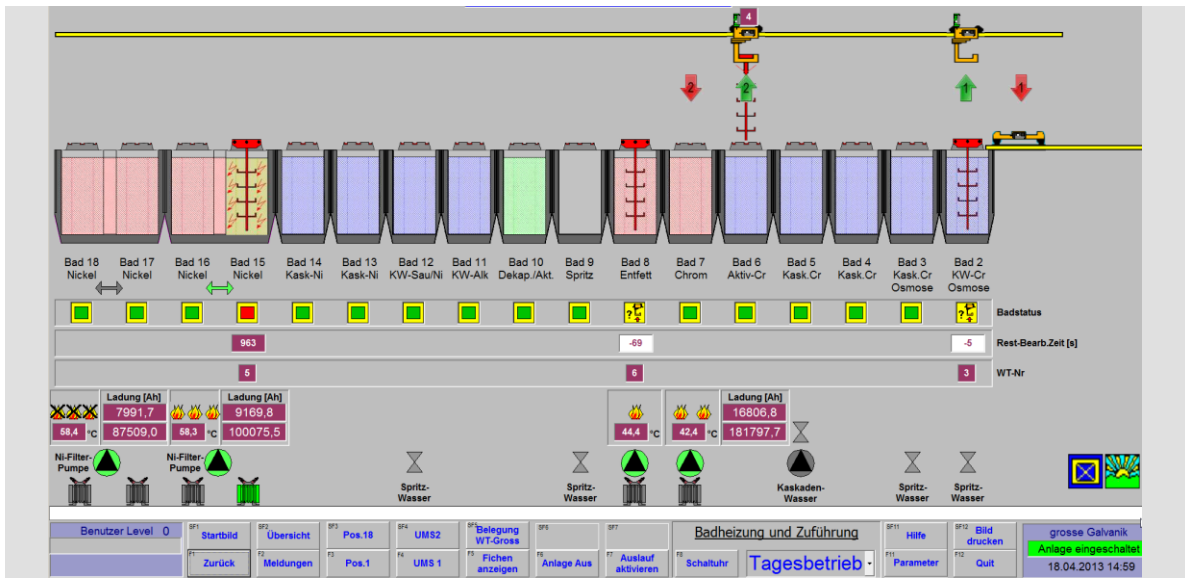 4
2
2
1
1
Bad 18 Bad 17 Bad 16 Bad 15 Bad 14 Bad 13 Bad 12 Bad 11 Bad 10 Bad 9 Bad 8 Bad 7 Bad 6 Bad 5 Bad 4 Bad 3 Bad 2
Nickel Nickel Nickel Nickel Kask-Ni Kask-Ni KW-Sau/Ni KW-Alk Dekap./Akt. Spritz Entfett Chrom Aktiv-Cr Kask.Cr Kask.Cr Kask.Cr KW-Cr
Osmose Osmose
? ? Badstatus
963 -69 -5 Rest-Bearb.Zeit [s]
5 6 3 WT-Nr
Ladung [Ah] Ladung [Ah] Ladung [Ah]
7991,7 9169,8 16806,8
58,4 °C 87509,0 58,3 °C 100075,5 44,4 °C 42,4 °C 181797,7
Ni-Filter- Ni-Filter-
Pumpe Pumpe
Spritz- Spritz- Kaskaden- Spritz- Spritz-
Wasser Wasser Wasser Wasser Wasser
Benutzer Level 0 SF1 Startbild SF2 Übersicht SF3 Pos.18 SF4 UMS2 SF5 Belegung WT-Gross SF6 SF7 Badheizung und Zuführung SF11 Hilfe SF12 Bild drucken grosse Galvanik
Anlage eingeschaltet
F1 Zurück F2 Meldungen F3 Pos.1 F4 UMS 1 F5 Fichen anzeigen F6 Anlage Aus F7 Auslauf aktivieren F8 Schaltuhr Tagesbetrieb F11 Parameter F12 Quit 18.04.2013 14:59